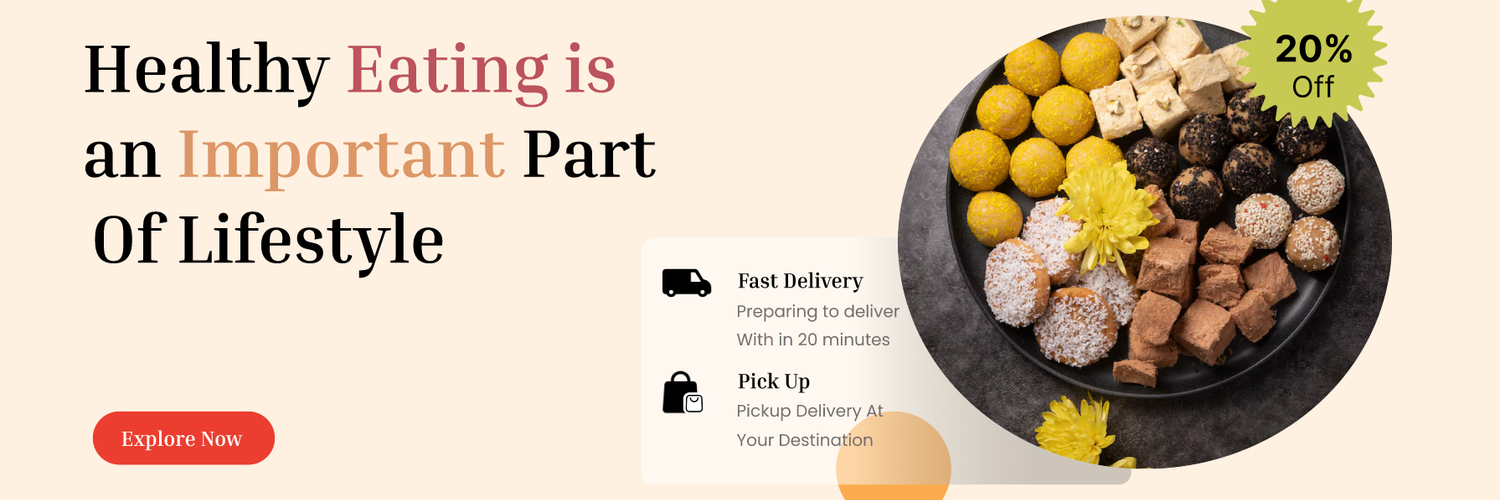 Healthy Eating is
an Important Part
Of Lifestyle
Explore Now
Fast Delivery
Preparing to deliver
With in 20 minutes
Pick Up
Pickup Delivery At
Your Destination
20%
Off